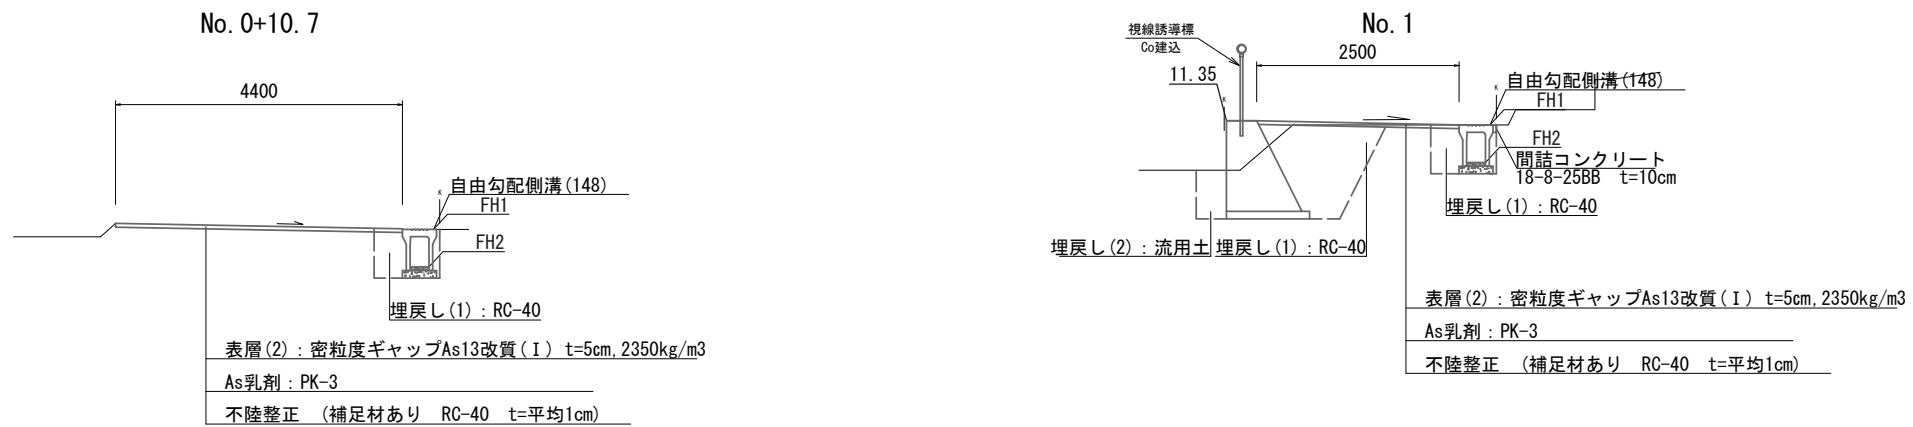 No.0+10.7
4400
自由勾配側溝(148)
K
FH1
FH2
埋戻し(1)：RC-40
表層(2)：密粒度ギャップAs13改質(Ⅰ) t=5cm,2350kg/m3
As乳剤：PK-3
不陸整正 (補足材あり RC-40 t=平均1cm)
No.1
視線誘導標
Co建込
2500
11.35
K
K
自由勾配側溝(148)
FH1
FH2
間詰コンクリート
18-8-25BB t=10cm
埋戻し(1)：RC-40
埋戻し(2)：流用土
埋戻し(1)：RC-40
表層(2)：密粒度ギャップAs13改質(Ⅰ) t=5cm,2350kg/m3
As乳剤：PK-3
不陸整正 (補足材あり RC-40 t=平均1cm)